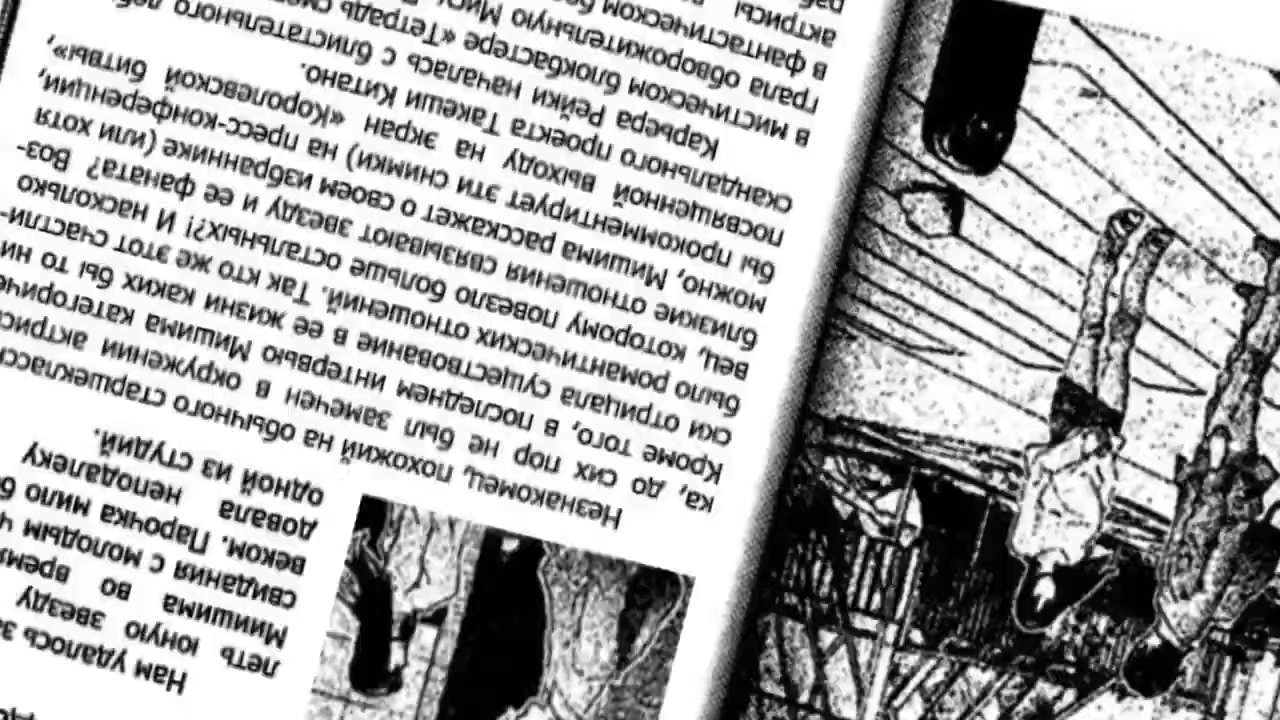 Нам удалось за
леть юную звезду
Мишима во время
свидания с молодым ч
веком. Парочка мило б
довала неподалеку
одной из студий.
Незнакомец, похожий на обычного старшекласс
ка, до сих пор не был замечен в окружении актрис
Кроме того, в последнем интервью Мишима категориче
ски отрицала существование в ее жизни каких бы то ни
было романтических отношений. Так кто же этот счастли-
вец, которому повезло больше остальных?! И насколько
близкие отношения связывают звезду и ее фаната? Воз-
можно, Мишима расскажет о своем избраннике (или хотя
бы прокомментирует эти снимки) на пресс-конференции,
посвященной выходу на экран «Королевской битвы»,
скандального проекта Такеши Китано.
Карьера Рейки началась с блистательного
в мистическом блокбастере «Тетрадь
грала обворожительную Миру
в фантастическом
актрисы